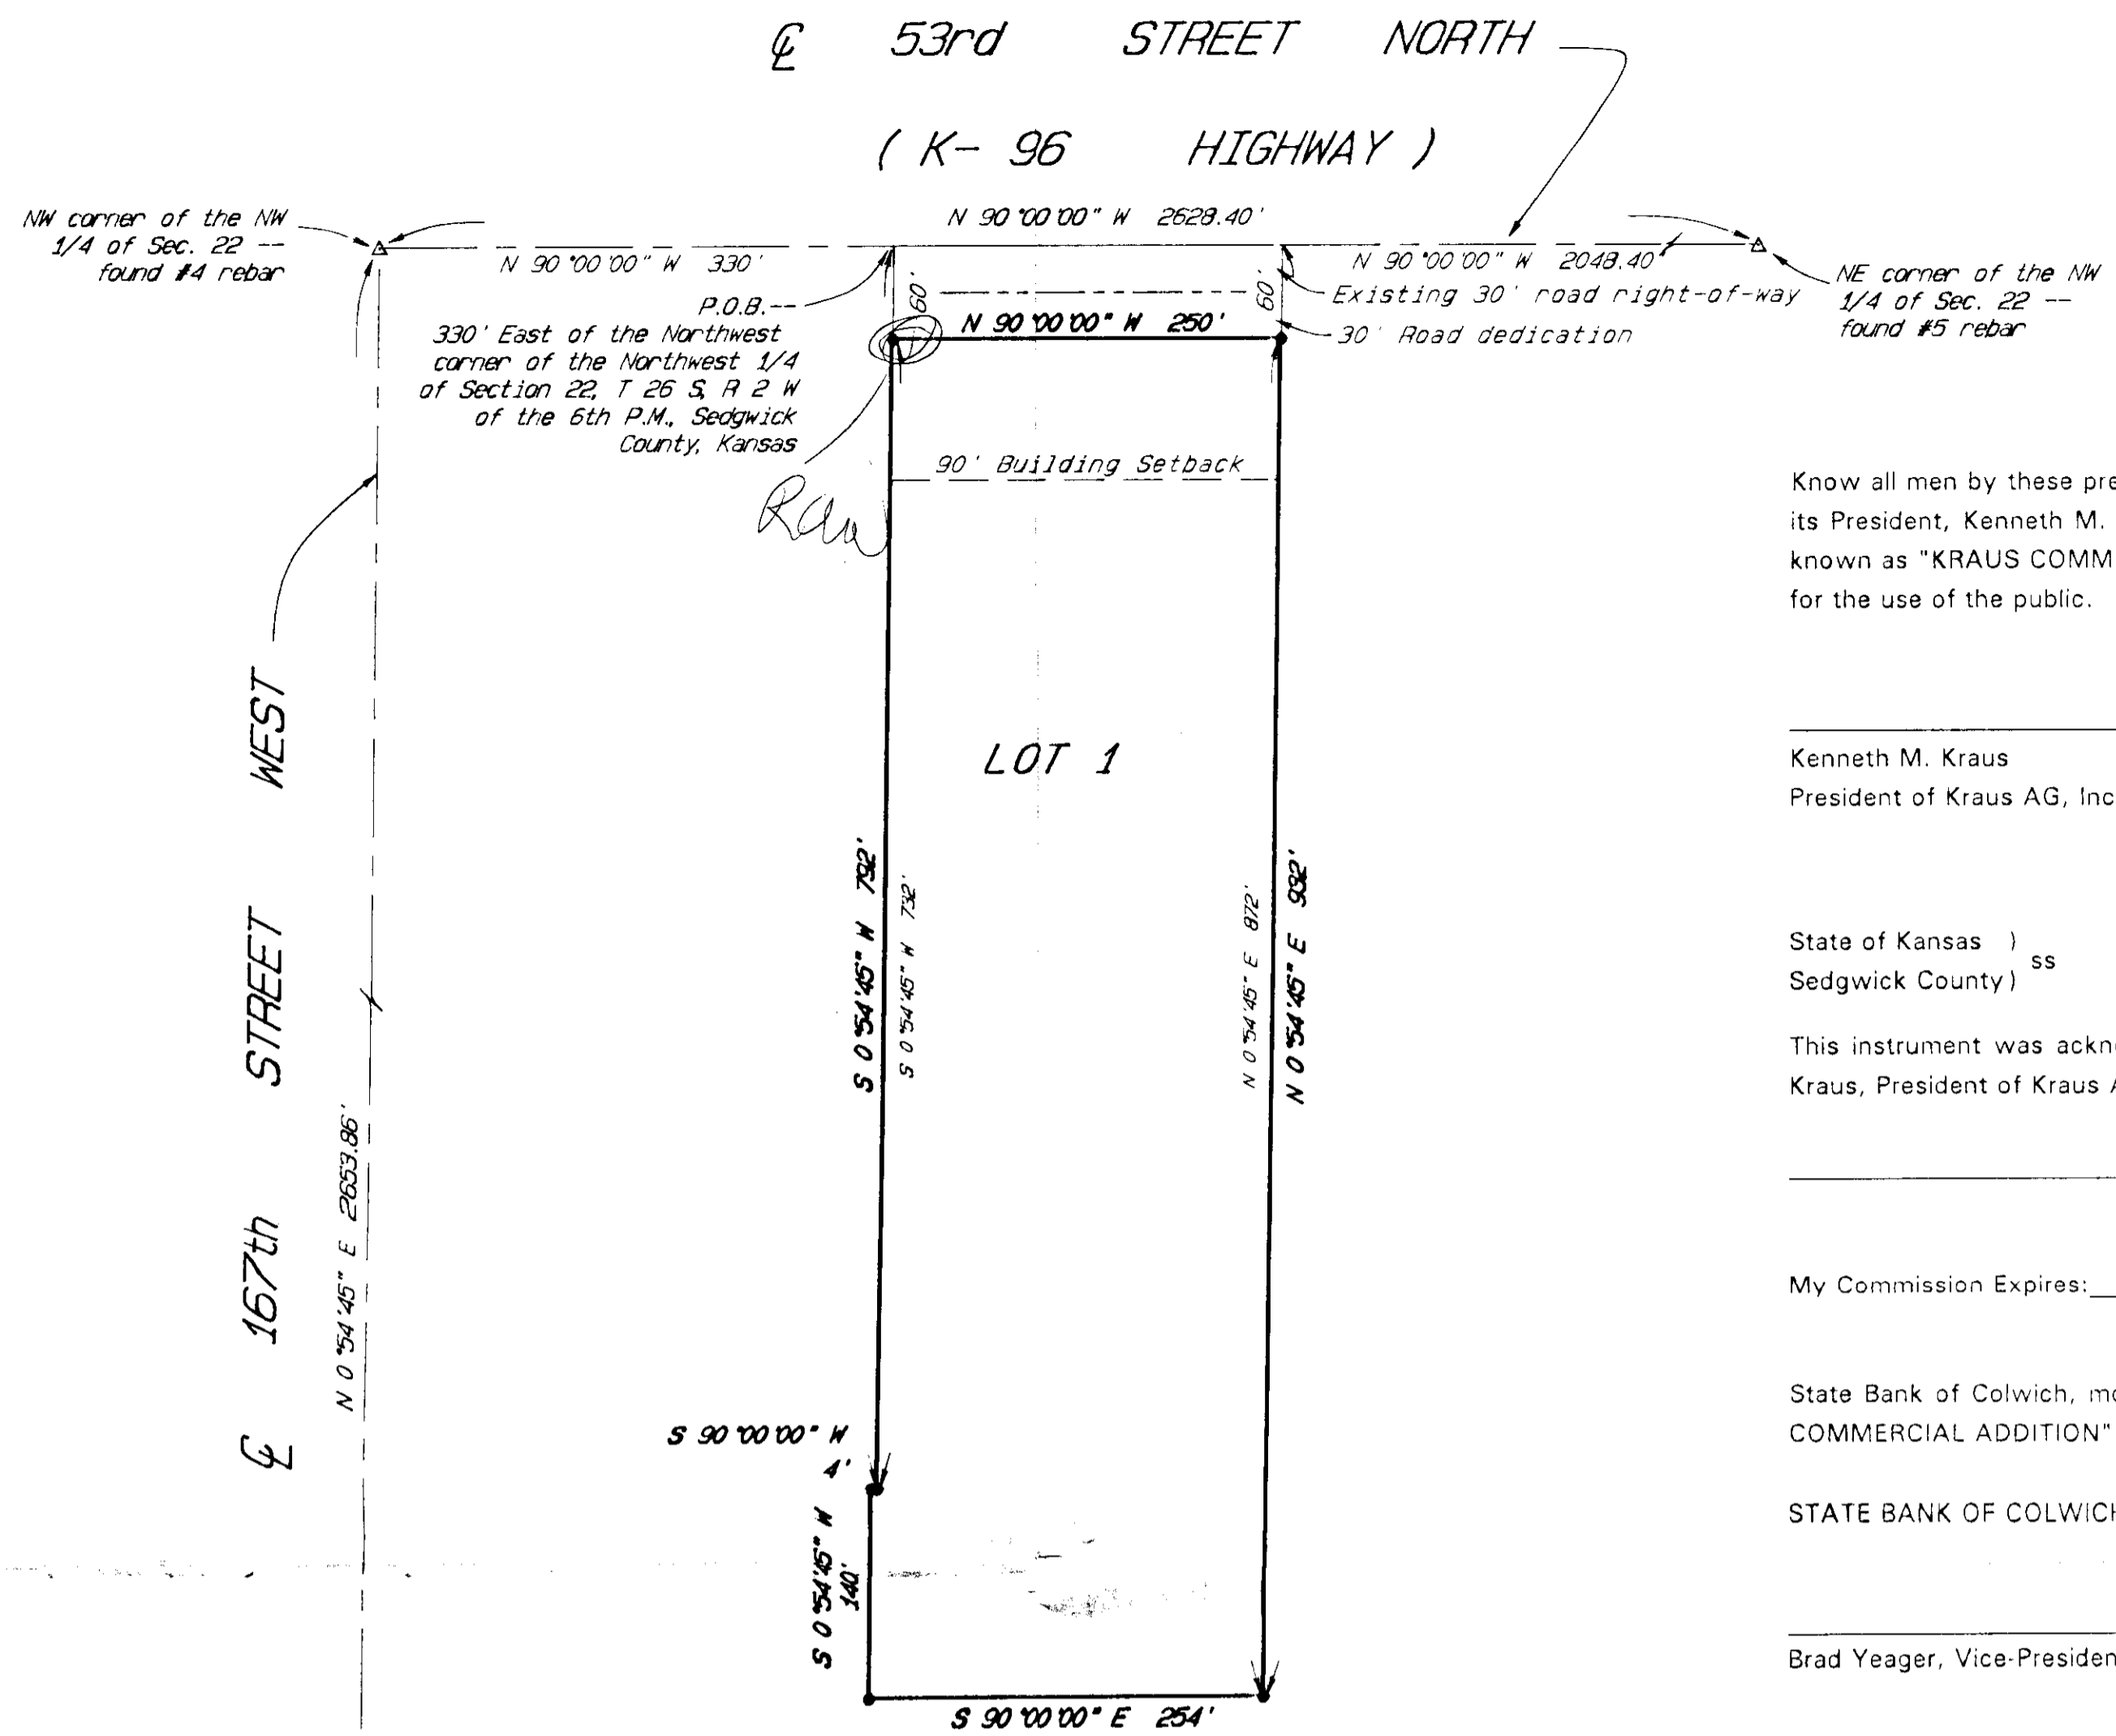 ℄ 53rd STREET NORTH
( K- 96 HIGHWAY )
N 90°00'00" W 2628.40'
NW corner of the NW
1/4 of Sec. 22 --
found #4 rebar
N 90°00'00" W 330'
N 90°00'00" W 2048.40'
NE corner of the NW
1/4 of Sec. 22 --
found #5 rebar
P.O.B.--
330' East of the Northwest
corner of the Northwest 1/4
of Section 22, T 26 S, R 2 W
of the 6th P.M., Sedgwick
County, Kansas
60'
60'
Existing 30' road right-of-way
N 90°00'00" W 250'
30' Road dedication
90' Building Setback
LOT 1
℄ 167th STREET WEST
N 0°54'45" E 2653.86'
S 0°54'45" W 792'
S 0°54'45" W 732'
N 0°54'45" E 872'
N 0°54'45" E 932'
S 90°00'00" W
4'
S 0°54'45" W
140'
S 90°00'00" E 254'
Know all men by these pre
its President, Kenneth M.
known as "KRAUS COMM
for the use of the public.
Kenneth M. Kraus
President of Kraus AG, Inc
State of Kansas )
ss
Sedgwick County)
This instrument was ackn
Kraus, President of Kraus A
My Commission Expires:
State Bank of Colwich, mo
COMMERCIAL ADDITION"
STATE BANK OF COLWICH
Brad Yeager, Vice-Presiden